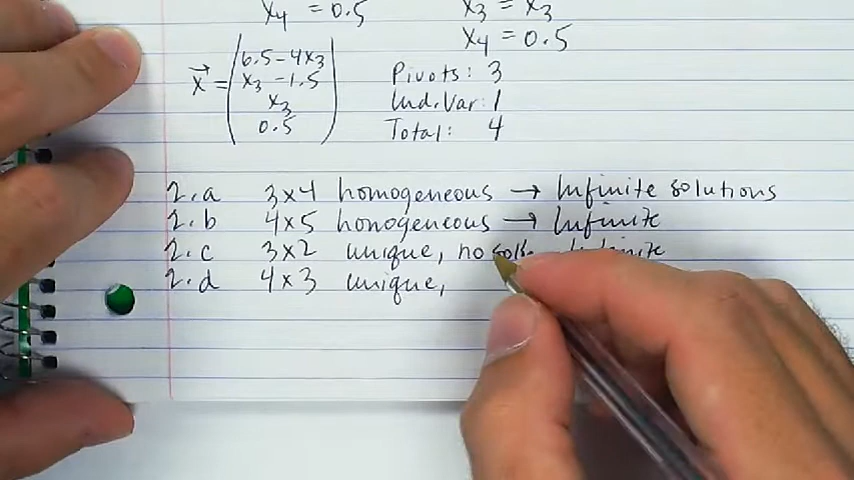 x4 = 0.5
x3 = x3
x4 = 0.5
x = (6.5-4x3
x3 -1.5
x3
0.5)
Pivots: 3
Ind.Var: 1
Total: 4
2.a 3x4 homogeneous → Infinite solutions
2.b 4x5 homogeneous → Infinite
2.c 3x2 unique, no
2.d 4x3 unique,